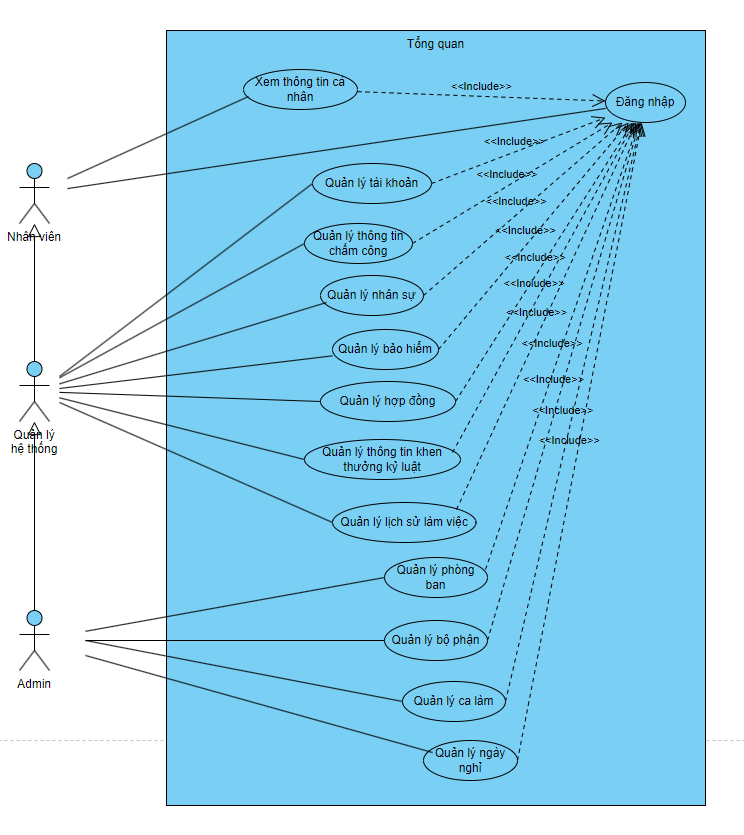 Tổng quan
Xem thông tin cá
nhân
<<Include>>
Đăng nhập
<<Include>>
Quản lý tài khoản
<<Include>>
<<Include>>
Nhân viên
Quản lý thông tin
chấm công
<<Include>>
<<Include>>
<<Include>>
Quản lý nhân sự
<<Include>>
Quản lý bảo hiểm
<<Include>>
<<Include>>
Quản lý hợp đồng
<<Include>>
Quản lý
hệ thống
<<Include>>
Quản lý thông tin khen
thưởng kỷ luật
Quản lý lịch sử làm việc
Quản lý phòng
ban
Quản lý bộ phận
Admin
Quản lý ca làm
Quản lý ngày
nghỉ